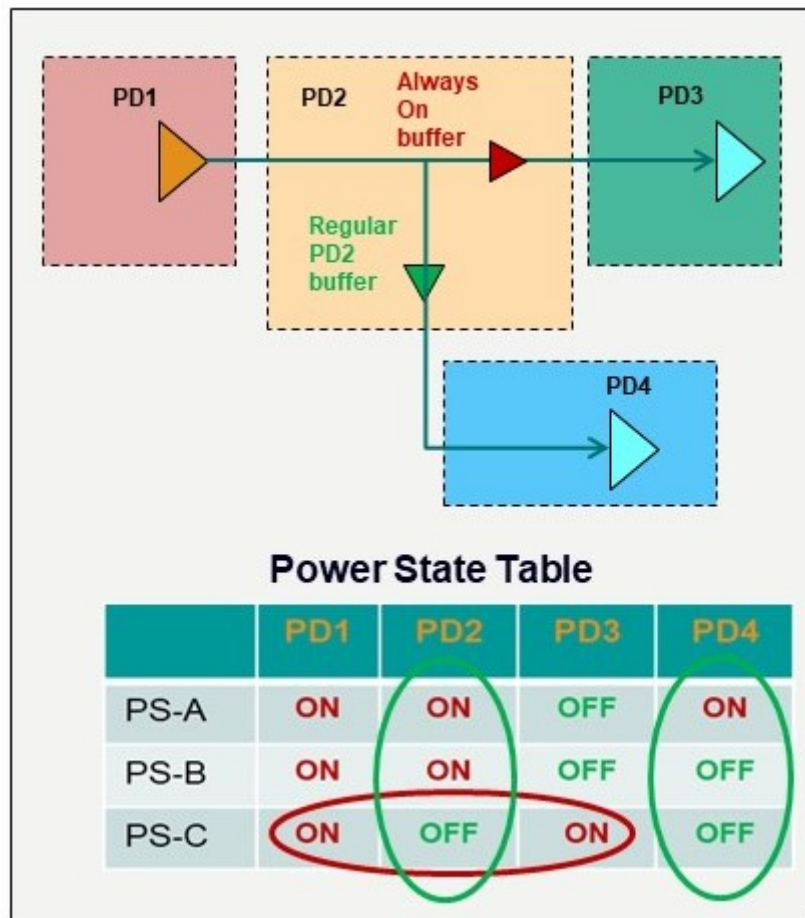 PD1
PD2
Always
On
buffer
PD3
Regular
PD2
buffer
PD4
Power State Table
PD1 PD2 PD3 PD4
PS-A ON ON OFF ON
PS-B ON ON OFF OFF
PS-C ON OFF ON OFF